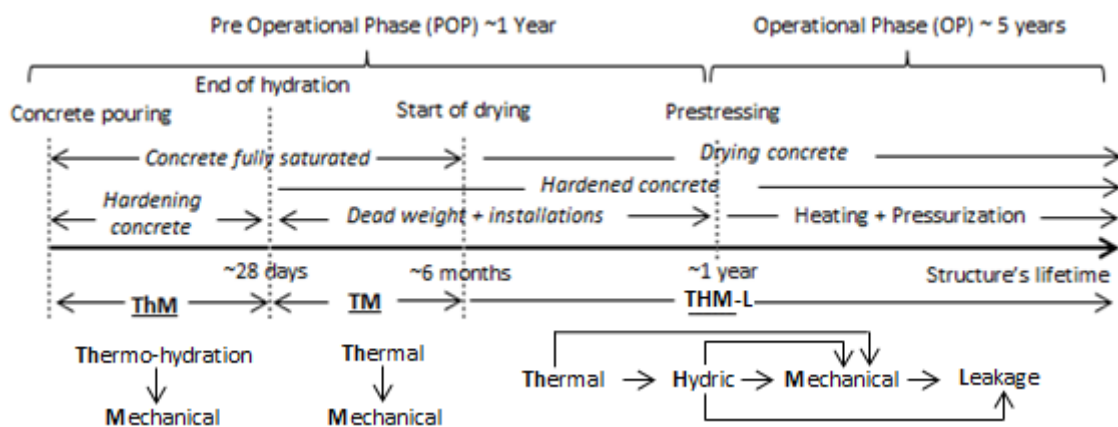 Pre Operational Phase (POP) ~1 Year
Operational Phase (OP) ~ 5 years
End of hydration
Concrete pouring
Start of drying
Prestressing
Concrete fully saturated
Drying concrete
Hardened concrete
Hardening
concrete
Dead weight + installations
Heating + Pressurization
~28 days
~6 months
~1 year
Structure's lifetime
ThM
TM
THM-L
Thermo-hydration
Mechanical
Thermal
Mechanical
Thermal
Hydric
Mechanical
Leakage